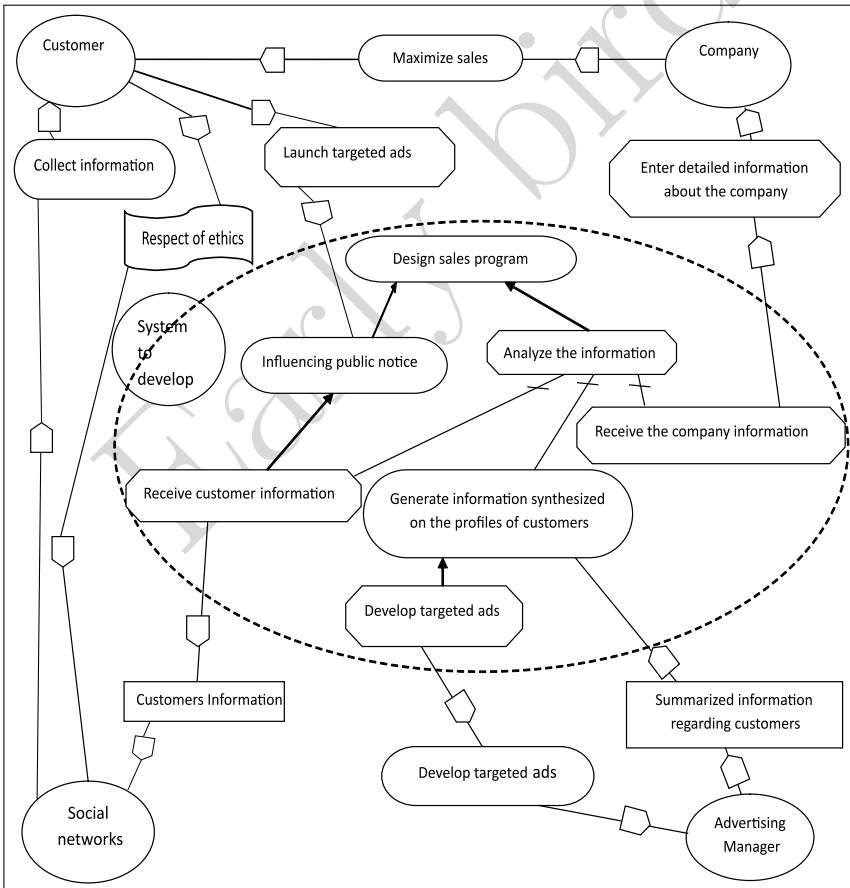 Customer
Maximize sales
Company
Collect information
Launch targeted ads
Enter detailed information
about the company
Respect of ethics
Design sales program
System
to
develop
Influencing public notice
Analyze the information
Receive the company information
Receive customer information
Generate information synthesized
on the profiles of customers
Develop targeted ads
Customers Information
Summarized information
regarding customers
Develop targeted ads
Social
networks
Advertising
Manager
Early bird